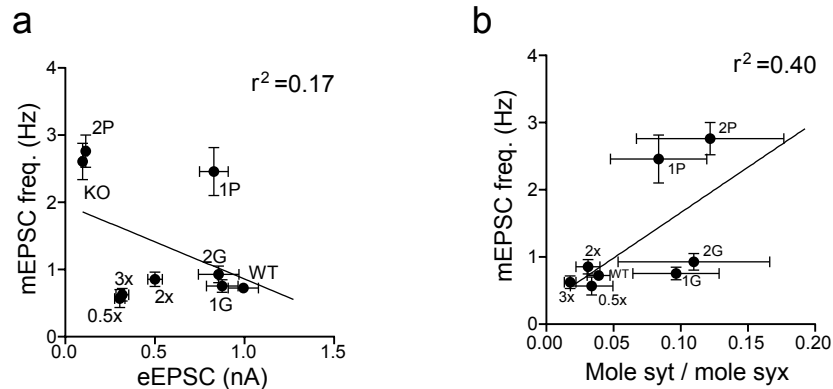 a
r² =0.17
mEPSC freq. (Hz)
4
3
2
1
0
2P
KO
1P
2G
WT
3x
2x
1G
0.5x
0.0
0.5
1.0
1.5
eEPSC (nA)
b
r² =0.40
mEPSC freq. (Hz)
4
3
2
1
0
2P
1P
2x
2G
WT
1G
3x
0.5x
0.00
0.05
0.10
0.15
0.20
Mole syt / mole syx